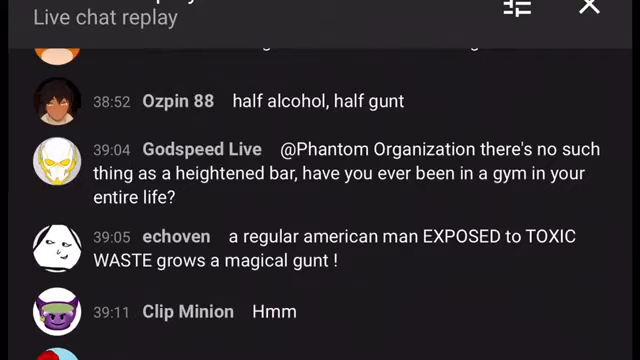 Live chat replay
38:52 Ozpin 88 half alcohol, half gunt
39:04 Godspeed Live @Phantom Organization there's no such
thing as a heightened bar, have you ever been in a gym in your
entire life?
39:05 echoven a regular american man EXPOSED to TOXIC
WASTE grows a magical gunt !
39:11 Clip Minion Hmm